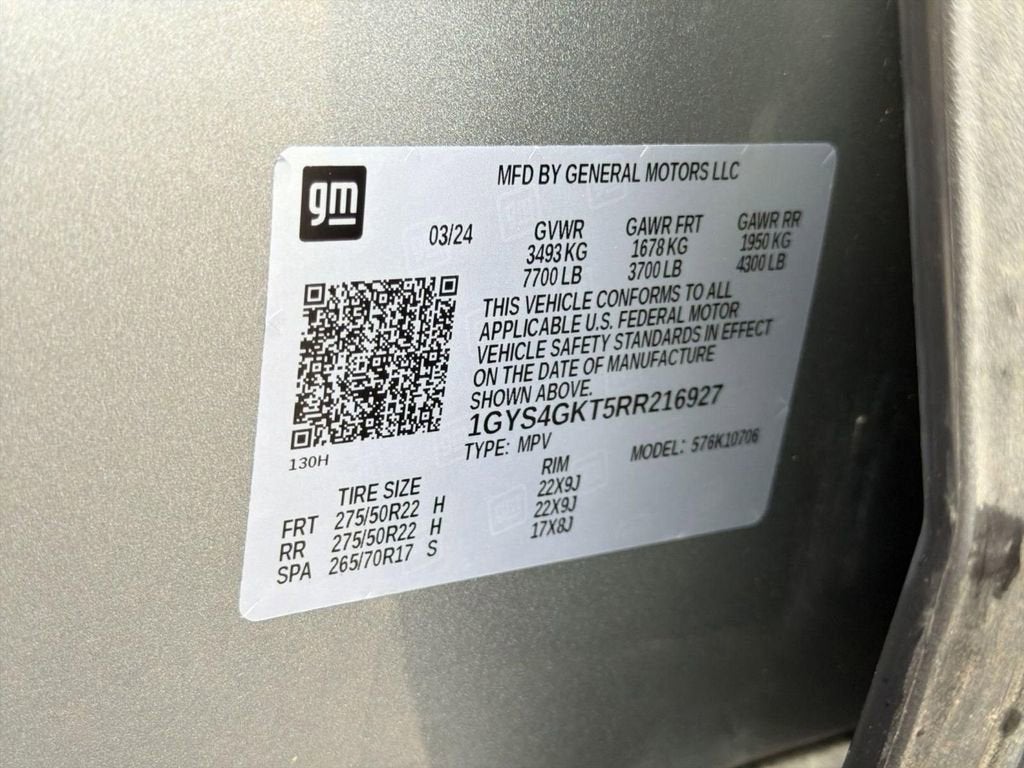 gm
MFD BY GENERAL MOTORS LLC
03/24
GVWR GAWR FRT GAWR RR
3493 KG 1678 KG 1950 KG
7700 LB 3700 LB 4300 LB
THIS VEHICLE CONFORMS TO ALL
APPLICABLE U.S. FEDERAL MOTOR
VEHICLE SAFETY STANDARDS IN EFFECT
ON THE DATE OF MANUFACTURE
SHOWN ABOVE.
1GYS4GKT5RR216927
TYPE: MPV MODEL: 576K10706
130H
TIRE SIZE RIM
FRT 275/50R22 H 22X9J
RR 275/50R22 H 22X9J
SPA 265/70R17 S 17X8J